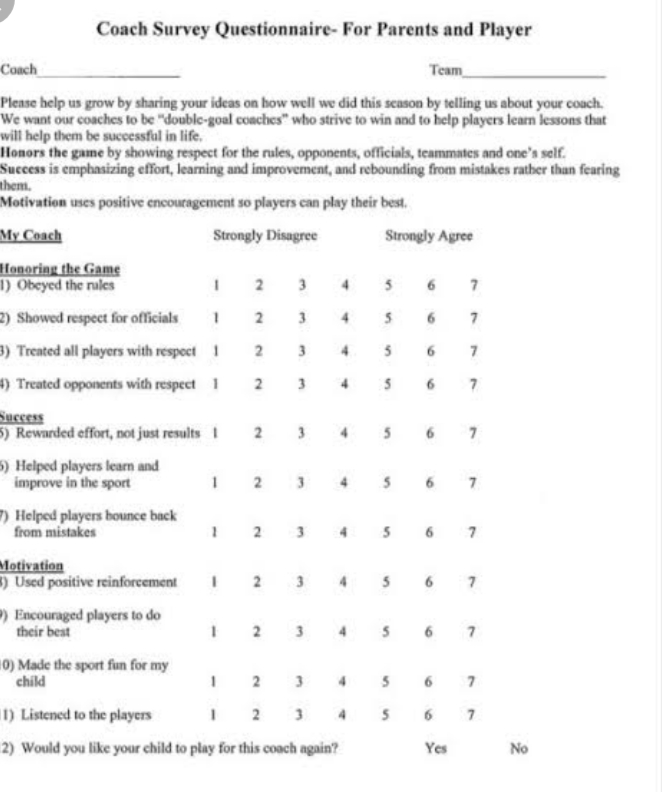 Coach Survey Questionnaire- For Parents and Player
Coach____________________ Team____________________
Please help us grow by sharing your ideas on how well we did this season by telling us about your coach.
We want our coaches to be "double-goal coaches" who strive to win and to help players learn lessons that
will help them be successful in life.
Honors the game by showing respect for the rules, opponents, officials, teammates and one's self.
Success is emphasizing effort, learning and improvement, and rebounding from mistakes rather than fearing
them.
Motivation uses positive encouragement so players can play their best.
My Coach Strongly Disagree Strongly Agree
Honoring the Game
1) Obeyed the rules 1 2 3 4 5 6 7
2) Showed respect for officials 1 2 3 4 5 6 7
3) Treated all players with respect 1 2 3 4 5 6 7
4) Treated opponents with respect 1 2 3 4 5 6 7
Success
5) Rewarded effort, not just results 1 2 3 4 5 6 7
6) Helped players learn and
improve in the sport 1 2 3 4 5 6 7
7) Helped players bounce back
from mistakes 1 2 3 4 5 6 7
Motivation
8) Used positive reinforcement 1 2 3 4 5 6 7
9) Encouraged players to do
their best 1 2 3 4 5 6 7
0) Made the sport fun for my
child 1 2 3 4 5 6 7
1) Listened to the players 1 2 3 4 5 6 7
2) Would you like your child to play for this coach again? Yes No